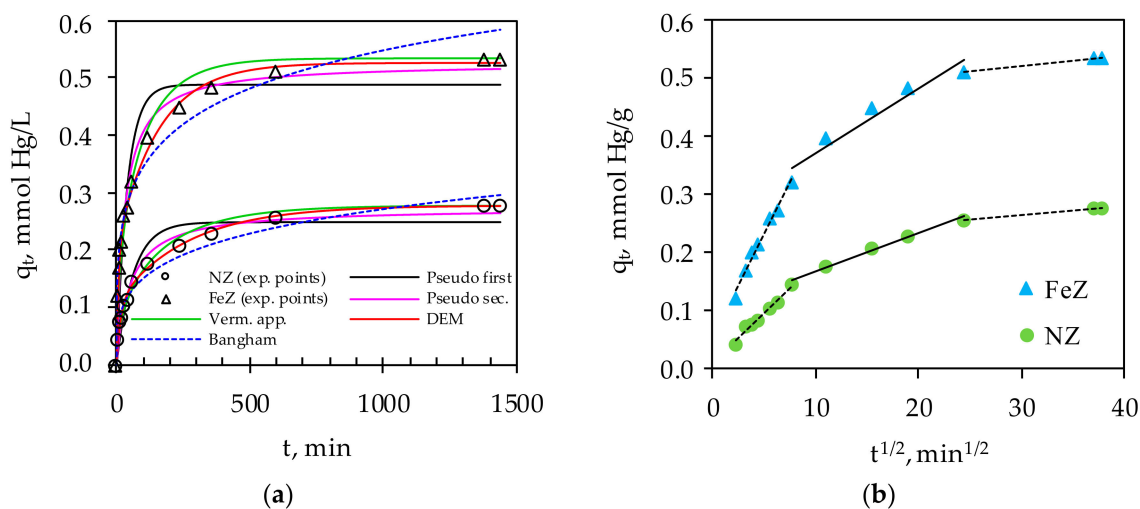 qt, mmol Hg/L
0.6
0.5
0.4
0.3
0.2
0.1
0.0
NZ (exp. points)
Pseudo first
FeZ (exp. points)
Pseudo sec.
Verm. app.
DEM
Bangham
0
500
1000
1500
t, min
(a)
qt, mmol Hg/g
0.6
0.5
0.4
0.3
0.2
0.1
0.0
FeZ
NZ
0
10
20
30
40
t1/2, min1/2
(b)